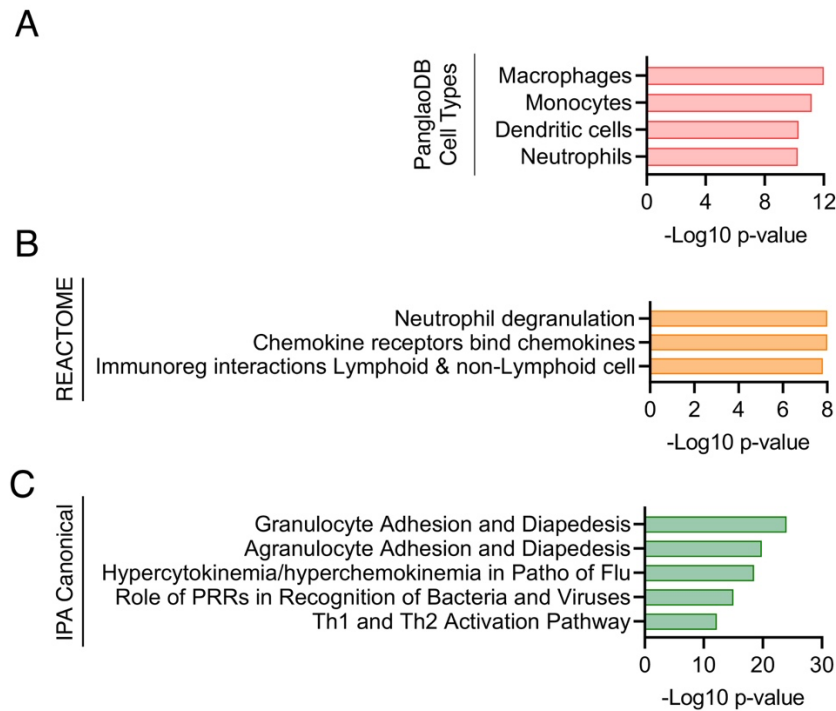 A
PanglaoDB
Cell Types
Macrophages
Monocytes
Dendritic cells
Neutrophils
0 4 8 12
-Log10 p-value
B
REACTOME
Neutrophil degranulation
Chemokine receptors bind chemokines
Immunoreg interactions Lymphoid & non-Lymphoid cell
0 2 4 6 8
-Log10 p-value
C
IPA Canonical
Granulocyte Adhesion and Diapedesis
Agranulocyte Adhesion and Diapedesis
Hypercytokinemia/hyperchemokinemia in Patho of Flu
Role of PRRs in Recognition of Bacteria and Viruses
Th1 and Th2 Activation Pathway
0 10 20 30
-Log10 p-value